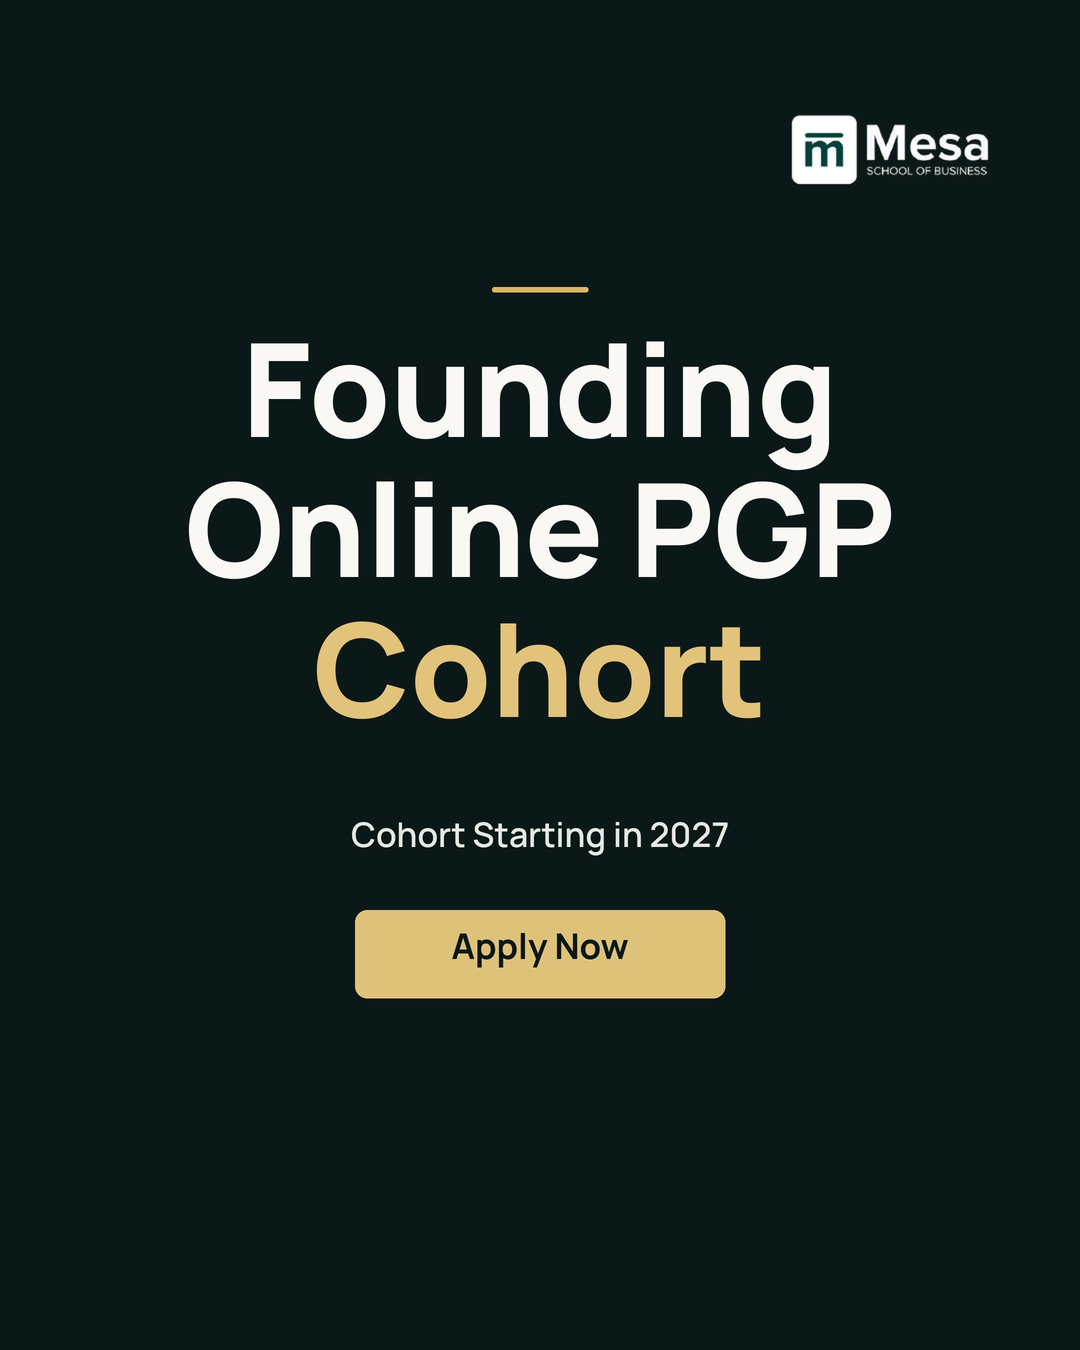 Mesa
SCHOOL OF BUSINESS
Founding
Online PGP
Cohort
Cohort Starting in 2027
Apply Now